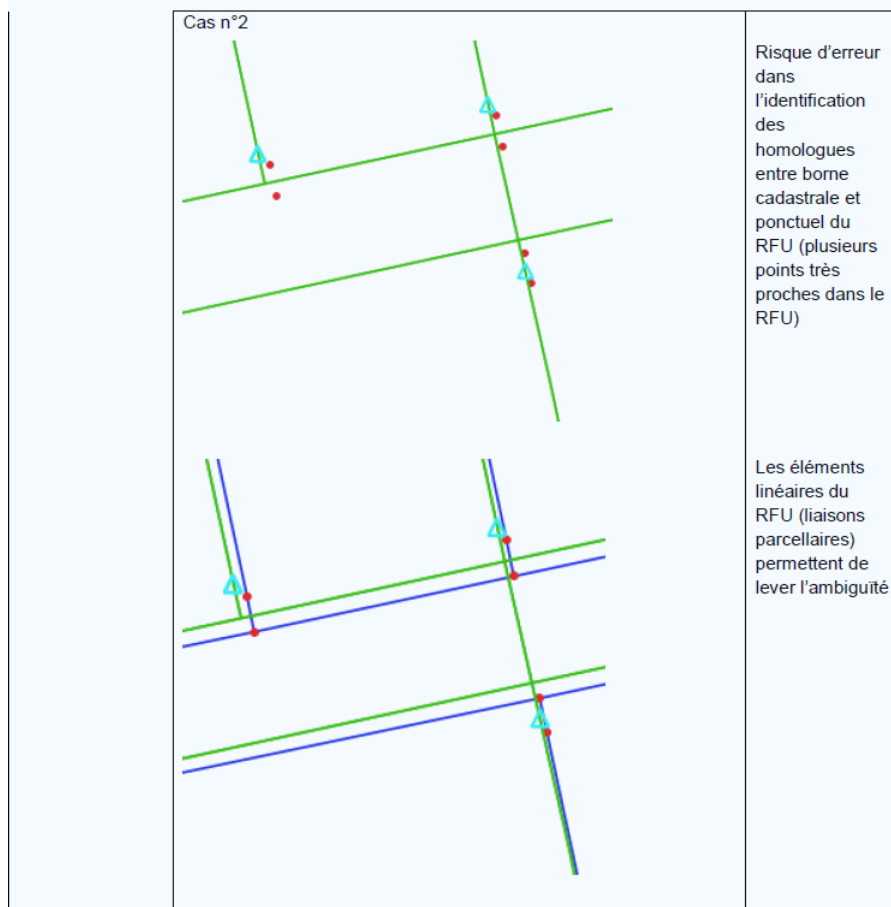 Cas n°2
Risque d'erreur
dans
l'identification
des
homologues
entre borne
cadastrale et
ponctuel du
RFU (plusieurs
points très
proches dans le
RFU)
Les éléments
linéaires du
RFU (liaisons
parcellaires)
permettent de
lever l'ambiguïté